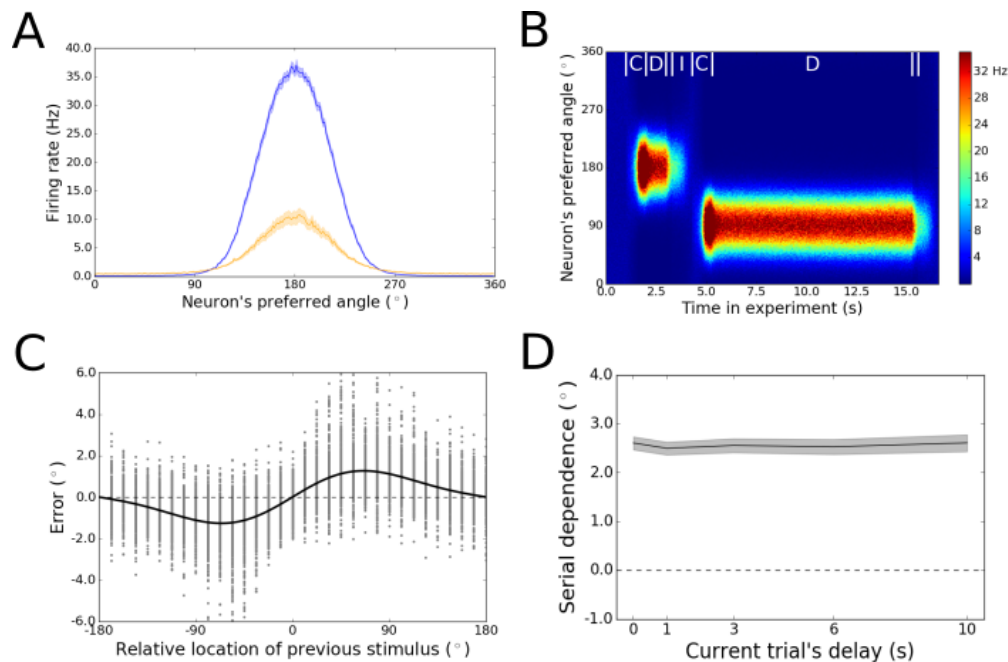 A
Firing rate (Hz)
40.0
35.0
30.0
25.0
20.0
15.0
10.0
5.0
0.0
0 90 180 270 360
Neuron's preferred angle (°)
B
Neuron's preferred angle (°)
360
270
180
90
0
C D I C D
0.0 2.5 5.0 7.5 10.0 12.5 15.0
Time in experiment (s)
32 Hz
28
24
20
16
12
8
4
C
Error (°)
6.0
4.0
2.0
0.0
-2.0
-4.0
-6.0
-180 -90 0 90 180
Relative location of previous stimulus (°)
D
Serial dependence (°)
4.0
3.0
2.0
1.0
0.0
-1.0
0 1 3 6 10
Current trial's delay (s)